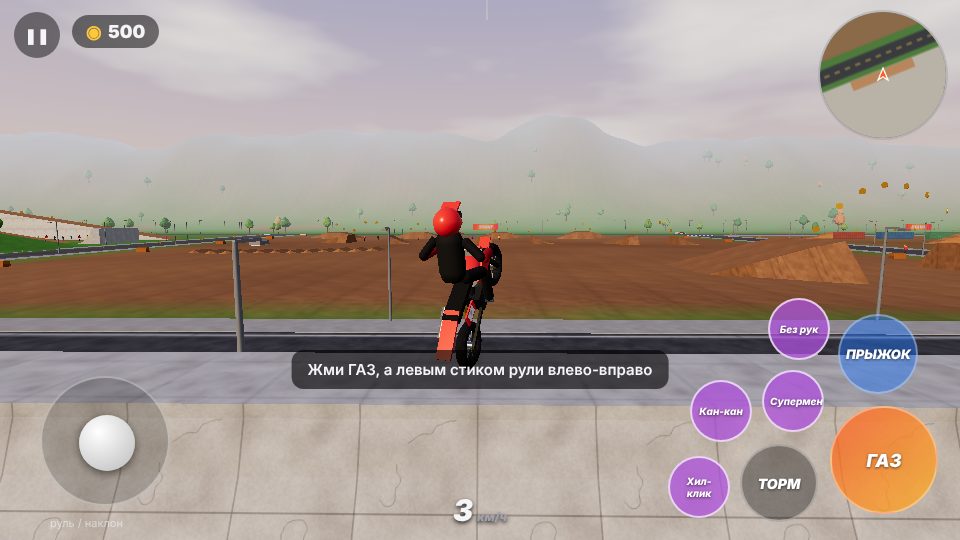 500
Без рук
ПРЫЖОК
Жми ГАЗ, а левым стиком рули влево-вправо
Кан-кан
Супермен
ГАЗ
Хил-
клик
ТОРМ
3 км/ч
руль / наклон